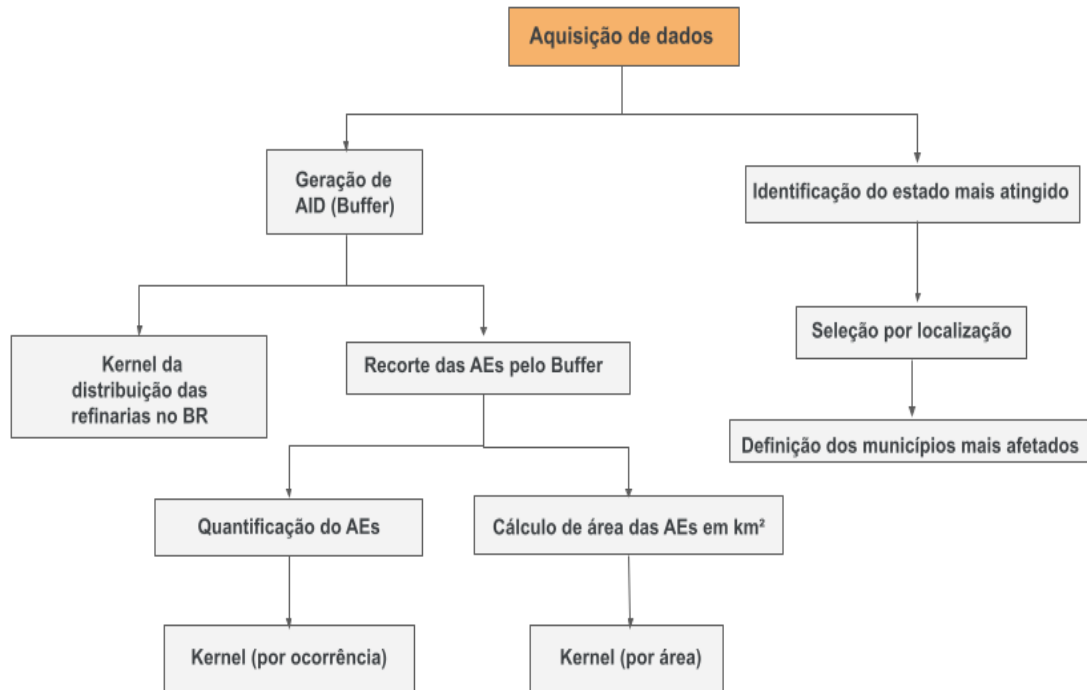 Aquisição de dados
Geração de
AID (Buffer)
Identificação do estado mais atingido
Kernel da
distribuição das
refinarias no BR
Recorte das AEs pelo Buffer
Seleção por localização
Definição dos municípios mais afetados
Quantificação do AEs
Cálculo de área das AEs em km²
Kernel (por ocorrência)
Kernel (por área)